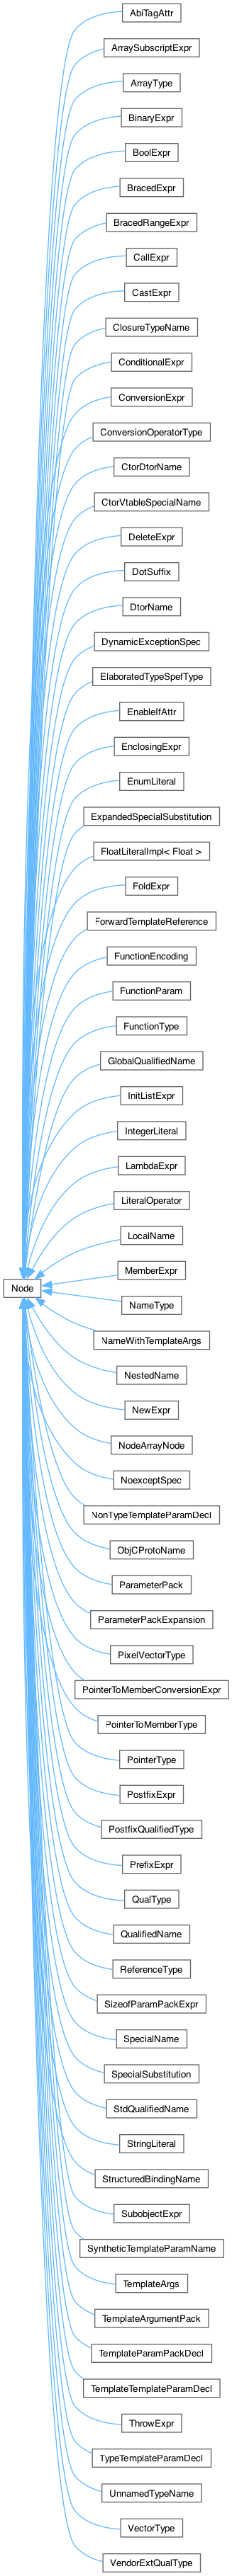 AbiTagAttr
ArraySubscriptExpr
ArrayType
BinaryExpr
BoolExpr
BracedExpr
BracedRangeExpr
CallExpr
CastExpr
ClosureTypeName
ConditionalExpr
ConversionExpr
ConversionOperatorType
CtorDtorName
CtorVtableSpecialName
DeleteExpr
DotSuffix
DtorName
DynamicExceptionSpec
ElaboratedTypeSpefType
EnableIfAttr
EnclosingExpr
EnumLiteral
ExpandedSpecialSubstitution
FloatLiteralImpl< Float >
FoldExpr
ForwardTemplateReference
FunctionEncoding
FunctionParam
FunctionType
GlobalQualifiedName
InitListExpr
IntegerLiteral
LambdaExpr
LiteralOperator
LocalName
MemberExpr
Node
NameType
NameWithTemplateArgs
NestedName
NewExpr
NodeArrayNode
NoexceptSpec
NonTypeTemplateParamDecl
ObjCProtoName
ParameterPack
ParameterPackExpansion
PixelVectorType
PointerToMemberConversionExpr
PointerToMemberType
PointerType
PostfixExpr
PostfixQualifiedType
PrefixExpr
QualType
QualifiedName
ReferenceType
SizeofParamPackExpr
SpecialName
SpecialSubstitution
StdQualifiedName
StringLiteral
StructuredBindingName
SubobjectExpr
SyntheticTemplateParamName
TemplateArgs
TemplateArgumentPack
TemplateParamPackDecl
TemplateTemplateParamDecl
ThrowExpr
TypeTemplateParamDecl
UnnamedTypeName
VectorType
VendorExtQualType